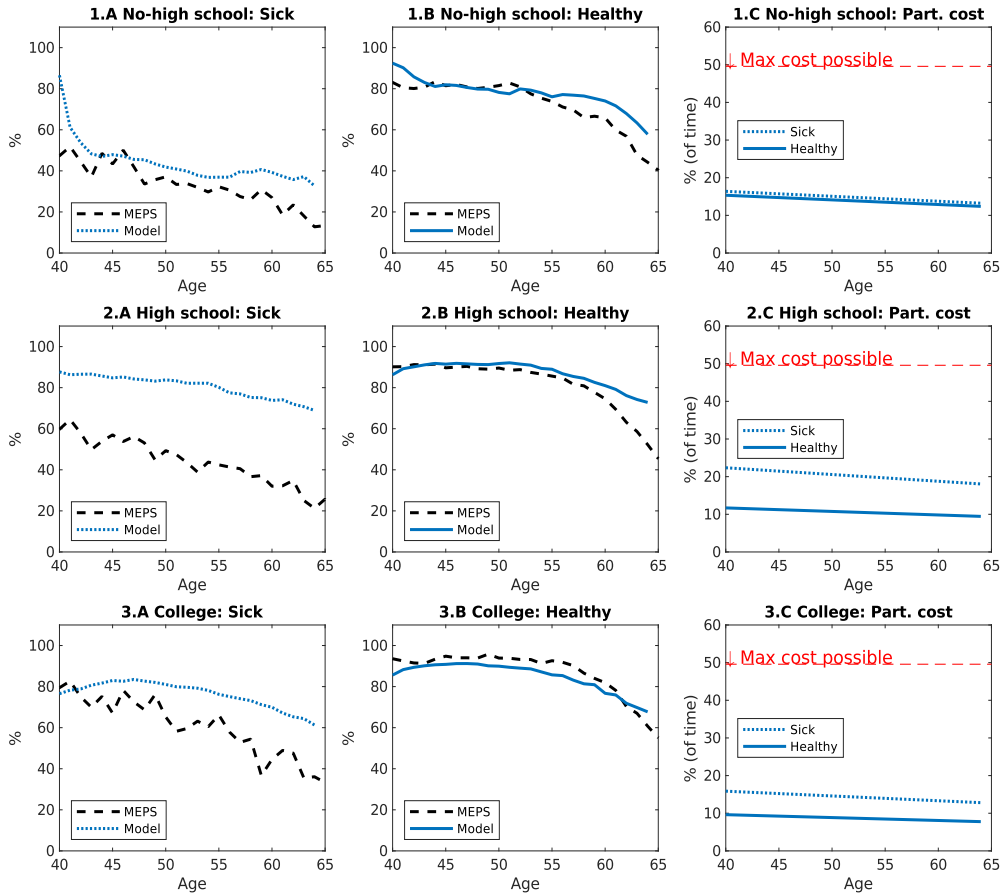 1.A No-high school: Sick
1.B No-high school: Healthy
1.C No-high school: Part. cost
100
80
60
40
20
0
%
MEPS
Model
40 45 50 55 60 65
Age
100
80
60
40
20
0
%
MEPS
Model
40 45 50 55 60 65
Age
60
50
40
30
20
10
0
% (of time)
↓ Max cost possible
Sick
Healthy
40 45 50 55 60 65
Age
2.A High school: Sick
2.B High school: Healthy
2.C High school: Part. cost
100
80
60
40
20
0
%
MEPS
Model
40 45 50 55 60 65
Age
100
80
60
40
20
0
%
MEPS
Model
40 45 50 55 60 65
Age
60
50
40
30
20
10
0
% (of time)
↓ Max cost possible
Sick
Healthy
40 45 50 55 60 65
Age
3.A College: Sick
3.B College: Healthy
3.C College: Part. cost
100
80
60
40
20
0
%
MEPS
Model
40 45 50 55 60 65
Age
100
80
60
40
20
0
%
MEPS
Model
40 45 50 55 60 65
Age
60
50
40
30
20
10
0
% (of time)
↓ Max cost possible
Sick
Healthy
40 45 50 55 60 65
Age